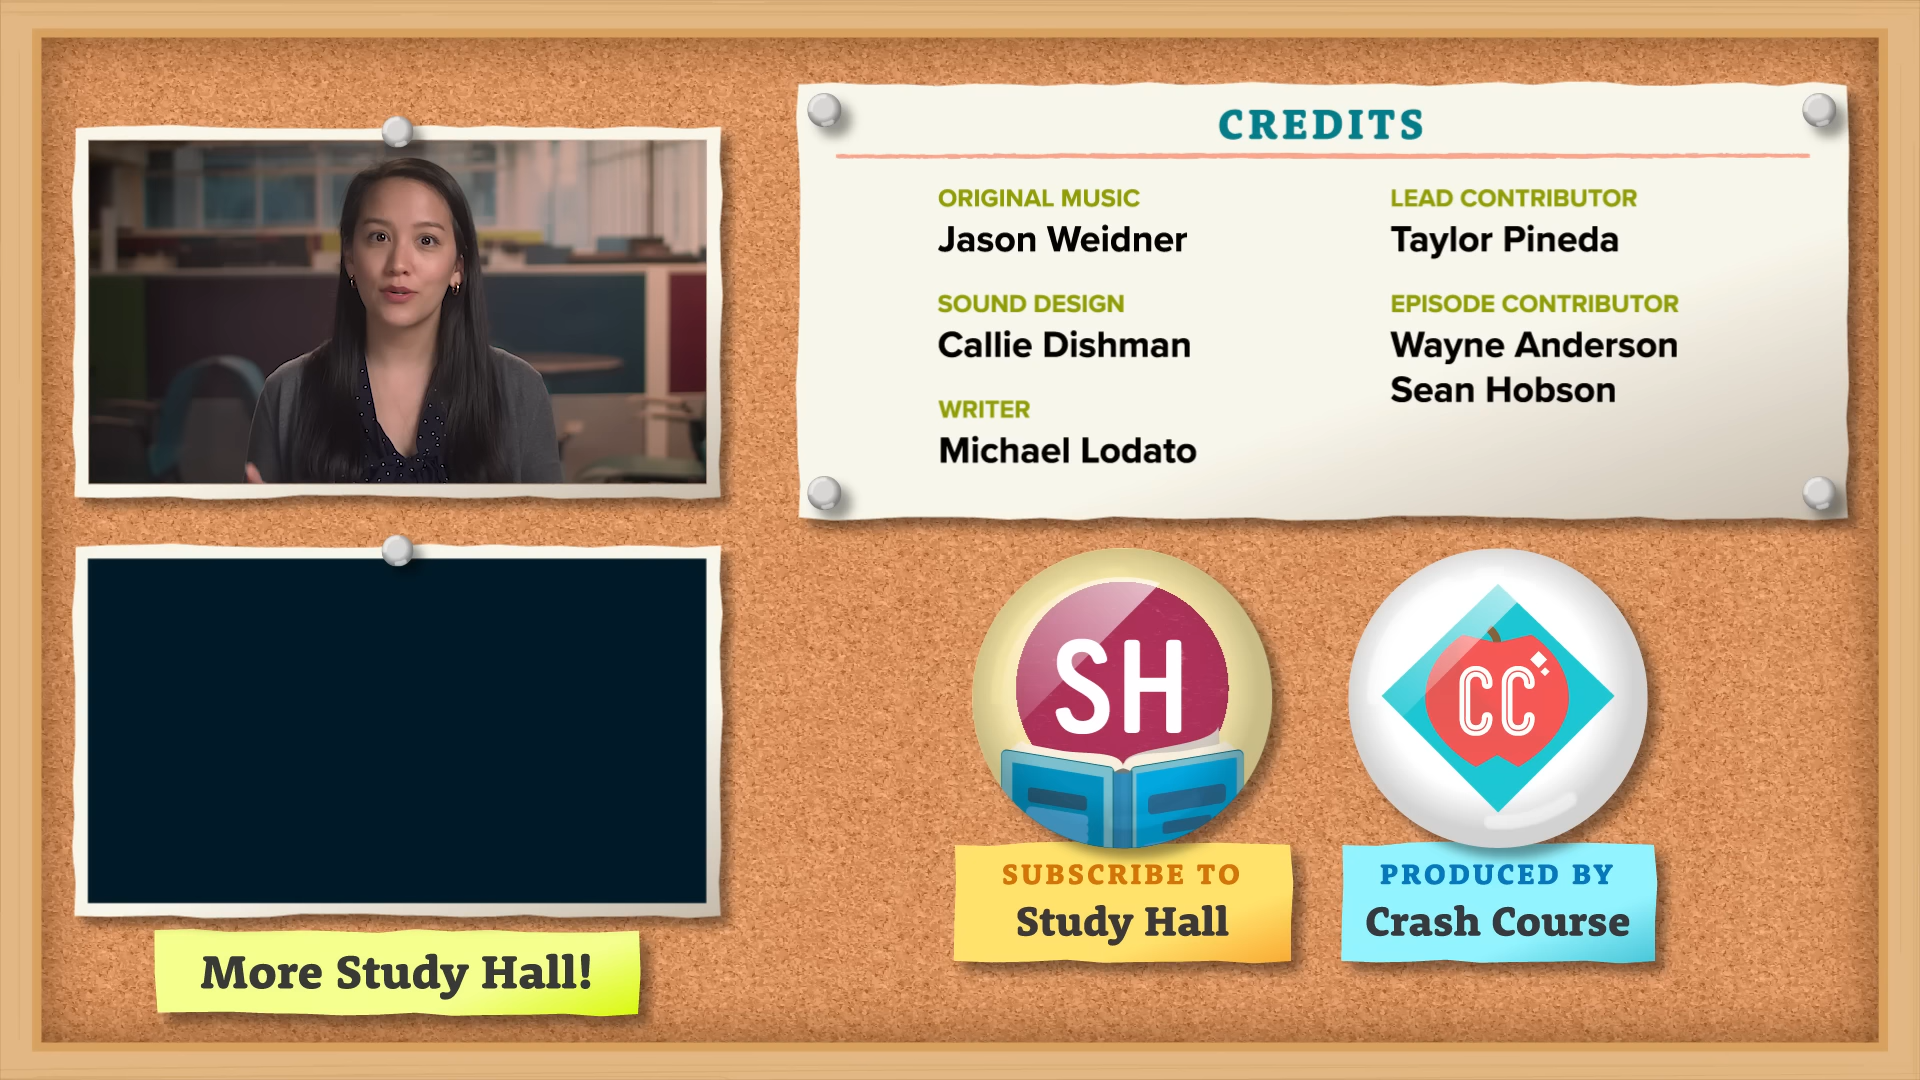 CREDITS
ORIGINAL MUSIC
Jason Weidner
SOUND DESIGN
Callie Dishman
WRITER
Michael Lodato
LEAD CONTRIBUTOR
Taylor Pineda
EPISODE CONTRIBUTOR
Wayne Anderson
Sean Hobson
SH
SUBSCRIBE TO
Study Hall
CC
PRODUCED BY
Crash Course
More Study Hall!